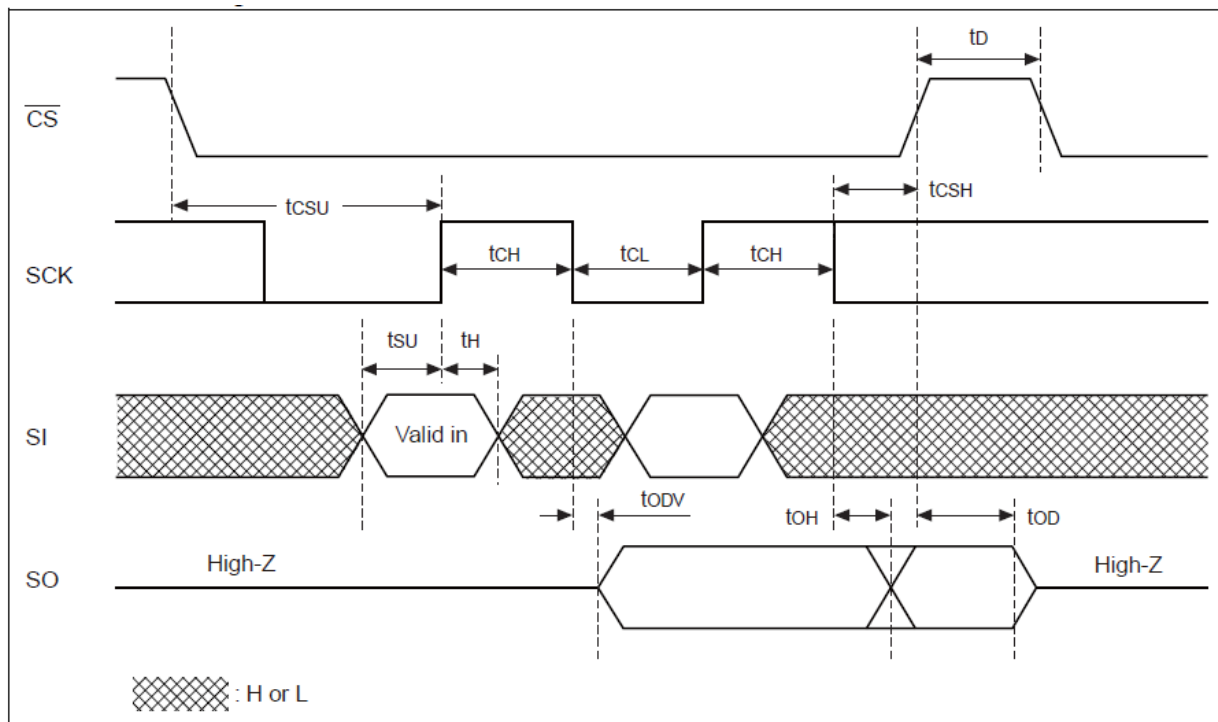 tD
CS
tCSH
tCSU
tCH
tCL
tCH
SCK
tSU
tH
SI
Valid in
tODV
tOH
tOD
High-Z
High-Z
SO
: H or L